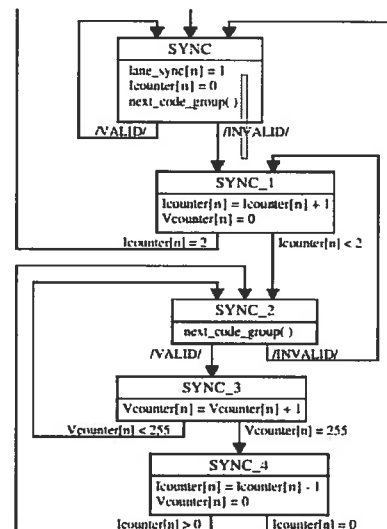 SYNC
lane_sync[n] = 1
Icounter[n] = 0
next_code_group( )
/VALID/ /INVALID/
SYNC_1
Icounter[n] = Icounter[n] + 1
Vcounter[n] = 0
Icounter[n] = 2 Icounter[n] < 2
SYNC_2
next_code_group( )
/VALID/ /INVALID/
SYNC_3
Vcounter[n] = Vcounter[n] + 1
Vcounter[n] < 255 Vcounter[n] = 255
SYNC_4
Icounter[n] = Icounter[n] - 1
Vcounter[n] = 0
Icounter[n] > 0 Icounter[n] = 0